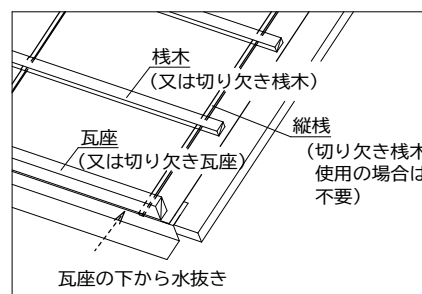 桟木
(又は切り欠き桟木)
縦桟
(切り欠き桟木
使用の場合は
不要)
瓦座
(又は切り欠き瓦座)
瓦座の下から水抜き